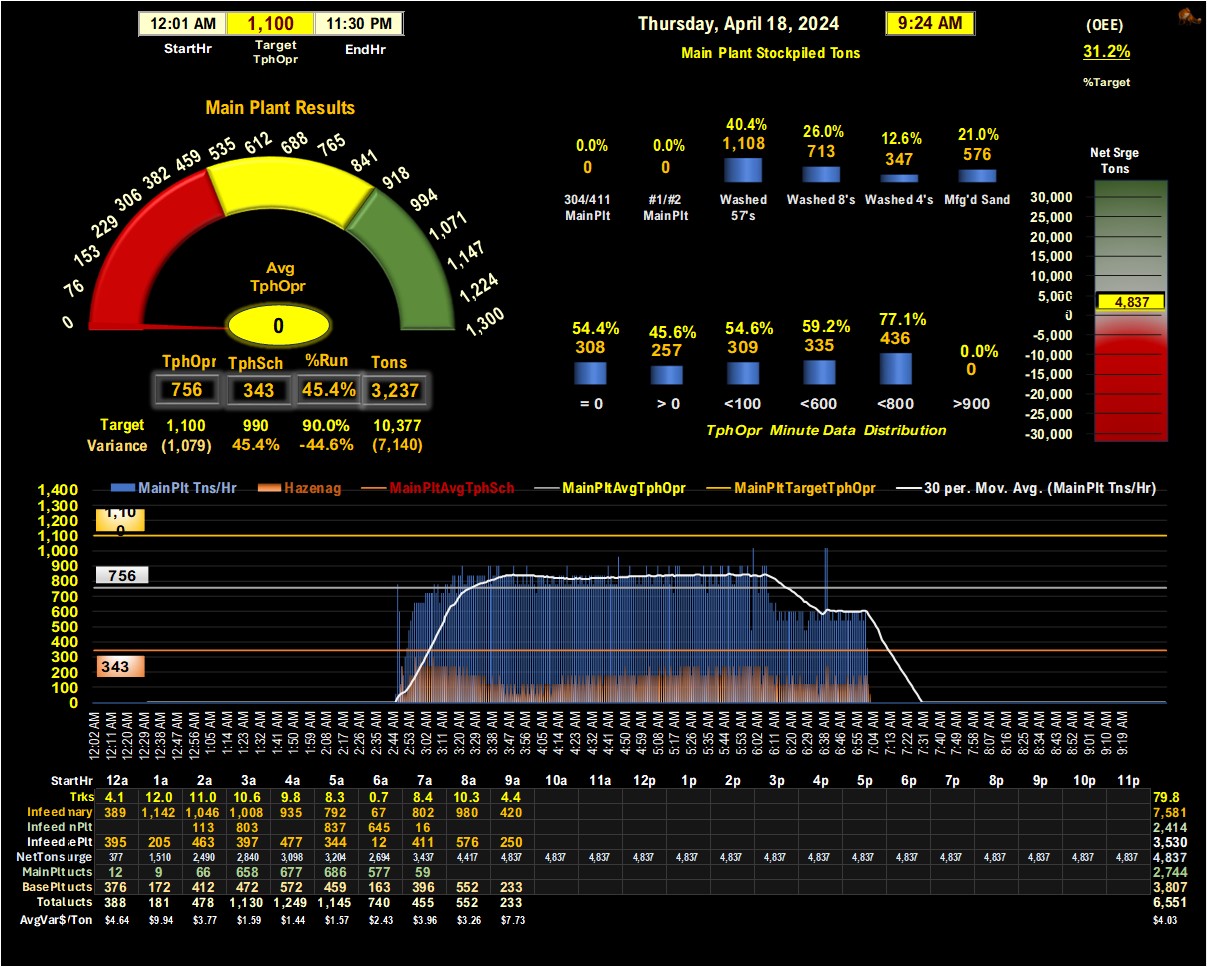 12:01 AM 1,100 11:30 PM
StartHr Target TphOpr EndHr
Thursday, April 18, 2024 9:24 AM
Main Plant Stockpiled Tons
(OEE)
31.2%
%Target
Main Plant Results
0 76 153 229 306 382 459 535 612 688 765 841 918 994 1,071 1,147 1,224 1,300
Avg
TphOpr
0
TphOpr TphSch %Run Tons
756 343 45.4% 3,237
Target 1,100 990 90.0% 10,377
Variance (1,079) 45.4% -44.6% (7,140)
0.0% 0.0% 40.4% 26.0% 12.6% 21.0%
0 0 1,108 713 347 576
304/411 #1/#2 Washed Washed 8's Washed 4's Mfg'd Sand
MainPlt MainPlt 57's
54.4% 45.6% 54.6% 59.2% 77.1% 0.0%
308 257 309 335 436 0
= 0 > 0 <100 <600 <800 >900
TphOpr Minute Data Distribution
Net Srge
Tons
30,000
25,000
20,000
15,000
10,000
5,000
4,837
0
-5,000
-10,000
-15,000
-20,000
-25,000
-30,000
MainPlt Tns/Hr Hazenag MainPltAvgTphSch MainPltAvgTphOpr MainPltTargetTphOpr 30 per. Mov. Avg. (MainPlt Tns/Hr)
1,400
1,300
1,200
1,100
1,000
900
800
700
600
500
400
300
200
100
0
1,10
0
756
343
12:02 AM 12:11 AM 12:20 AM 12:29 AM 12:38 AM 12:47 AM 12:56 AM 1:05 AM 1:14 AM 1:23 AM 1:32 AM 1:41 AM 1:50 AM 1:59 AM 2:08 AM 2:17 AM 2:26 AM 2:35 AM 2:44 AM 2:53 AM 3:02 AM 3:11 AM 3:20 AM 3:29 AM 3:38 AM 3:47 AM 3:56 AM 4:05 AM 4:14 AM 4:23 AM 4:32 AM 4:41 AM 4:50 AM 4:59 AM 5:08 AM 5:17 AM 5:26 AM 5:35 AM 5:44 AM 5:53 AM 6:02 AM 6:11 AM 6:20 AM 6:29 AM 6:38 AM 6:46 AM 6:55 AM 7:04 AM 7:13 AM 7:22 AM 7:31 AM 7:40 AM 7:49 AM 7:58 AM 8:07 AM 8:16 AM 8:25 AM 8:34 AM 8:43 AM 8:52 AM 9:01 AM 9:10 AM 9:19 AM
StartHr 12a 1a 2a 3a 4a 5a 6a 7a 8a 9a 10a 11a 12p 1p 2p 3p 4p 5p 6p 7p 8p 9p 10p 11p
Trks 4.1 12.0 11.0 10.6 9.8 8.3 0.7 8.4 10.3 4.4 79.8
Infeed mary 389 1,142 1,046 1,008 935 792 67 802 980 420 7,581
Infeed nPlt 113 803 837 645 16 2,414
Infeed ePlt 395 205 463 397 477 344 12 411 576 250 3,530
NetTons urge 377 1,510 2,490 2,840 3,098 3,204 2,694 3,437 4,417 4,837 4,837 4,837 4,837 4,837 4,837 4,837 4,837 4,837 4,837 4,837 4,837 4,837 4,837 4,837 4,837
MainPlt ucts 12 9 66 658 677 686 577 59 2,744
BasePlt ucts 376 172 412 472 572 459 163 396 552 233 3,807
Total ucts 388 181 478 1,130 1,249 1,145 740 455 552 233 6,551
AvgVar$/Ton $4.64 $9.94 $3.77 $1.59 $1.44 $1.57 $2.43 $3.96 $3.26 $7.73 $4.03